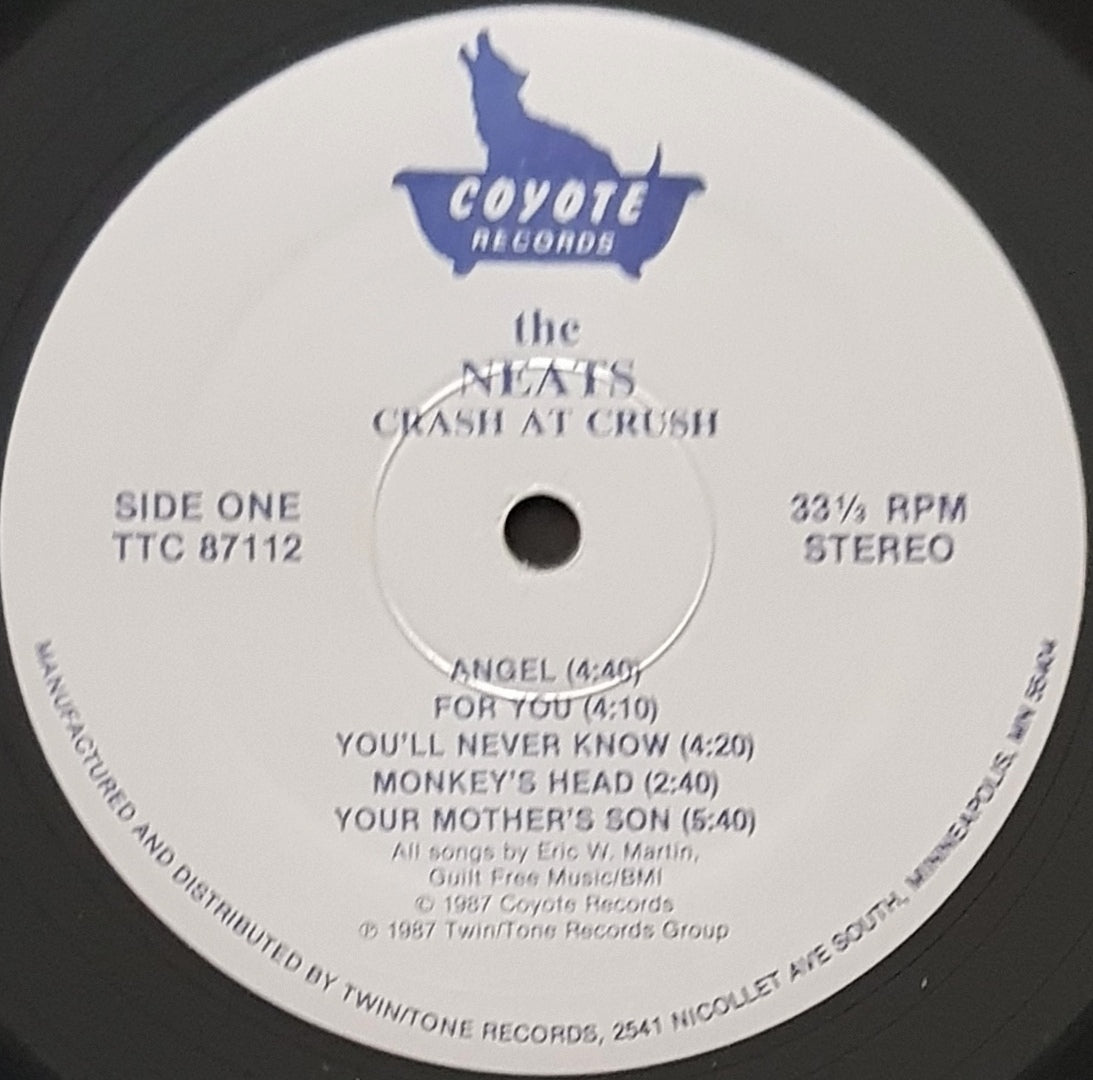 COYOTE
RECORDS
the
NEATS
CRASH AT CRUSH
SIDE ONE
TTC 87112
33⅓ RPM
STEREO
ANGEL (4:40)
FOR YOU (4:10)
YOU'LL NEVER KNOW (4:20)
MONKEY'S HEAD (2:40)
YOUR MOTHER'S SON (5:40)
All songs by Eric W. Martin,
Guilt Free Music/BMI
© 1987 Coyote Records
℗ 1987 Twin/Tone Records Group
MANUFACTURED AND DISTRIBUTED BY TWIN/TONE RECORDS, 2541 NICOLLET AVE SOUTH, MINNEAPOLIS, MN 55404